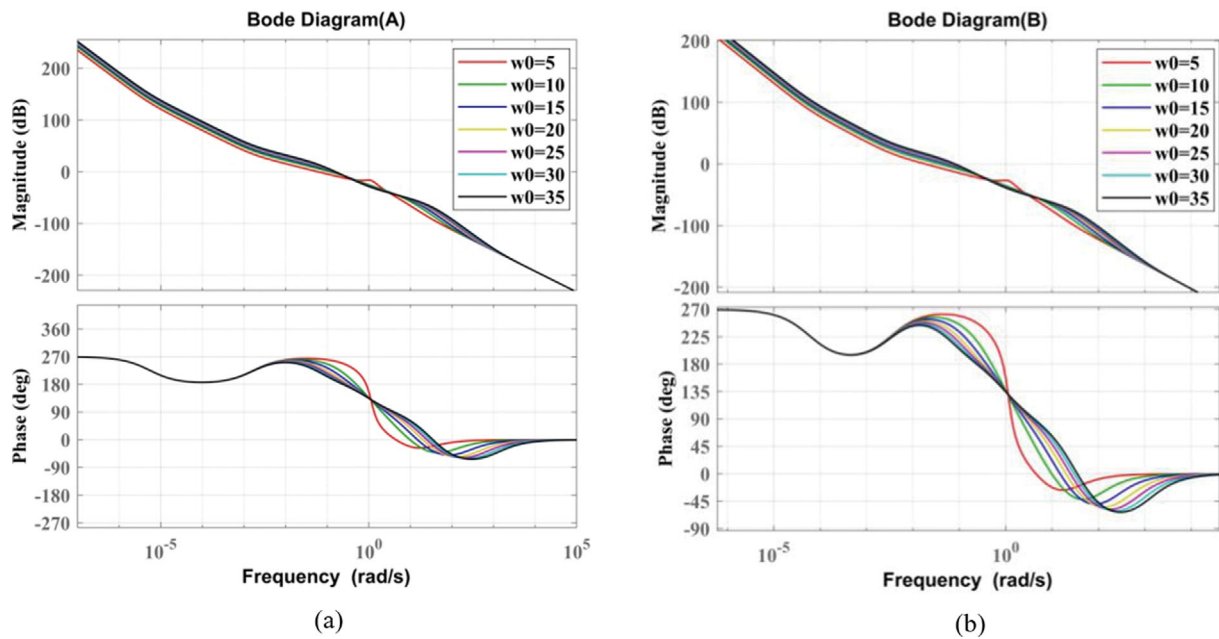 Bode Diagram(A)
Magnitude (dB)
200
100
0
-100
-200
w0=5
w0=10
w0=15
w0=20
w0=25
w0=30
w0=35
Phase (deg)
360
270
180
90
0
-90
-180
-270
10^-5
10^0
10^5
Frequency (rad/s)
(a)
Bode Diagram(B)
Magnitude (dB)
200
100
0
-100
-200
w0=5
w0=10
w0=15
w0=20
w0=25
w0=30
w0=35
Phase (deg)
270
225
180
135
90
45
0
-45
-90
10^-5
10^0
Frequency (rad/s)
(b)